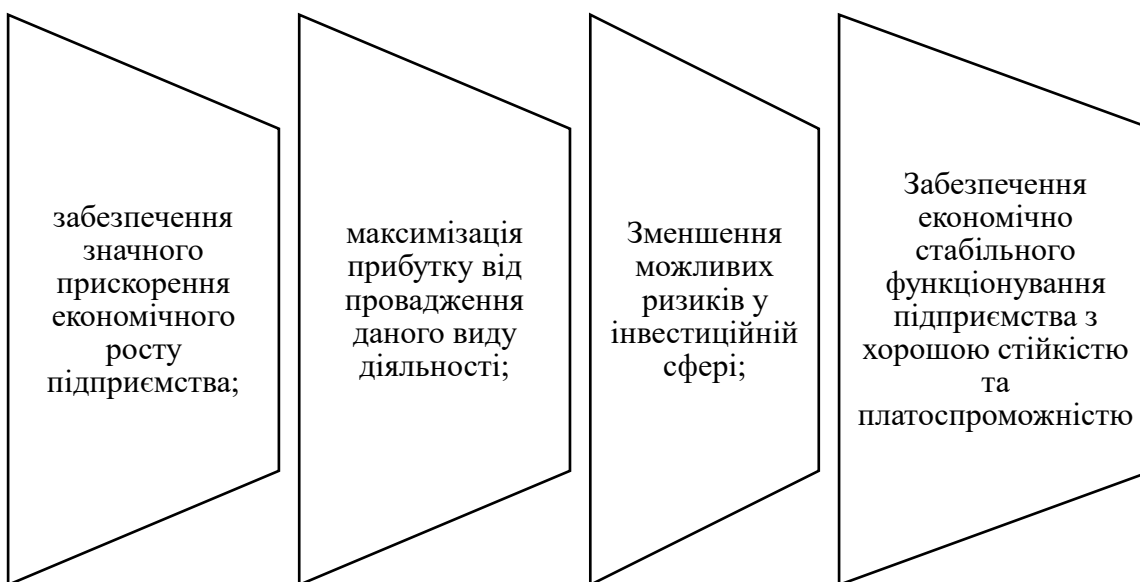 забезпечення
значного
прискорення
економічного
росту
підприємства;
максимізація
прибутку від
провадження
даного виду
діяльності;
Зменшення
можливих
ризиків у
інвестиційній
сфері;
Забезпечення
економічно
стабільного
функціонування
підприємства з
хорошою стійкістю
та
платоспроможністю